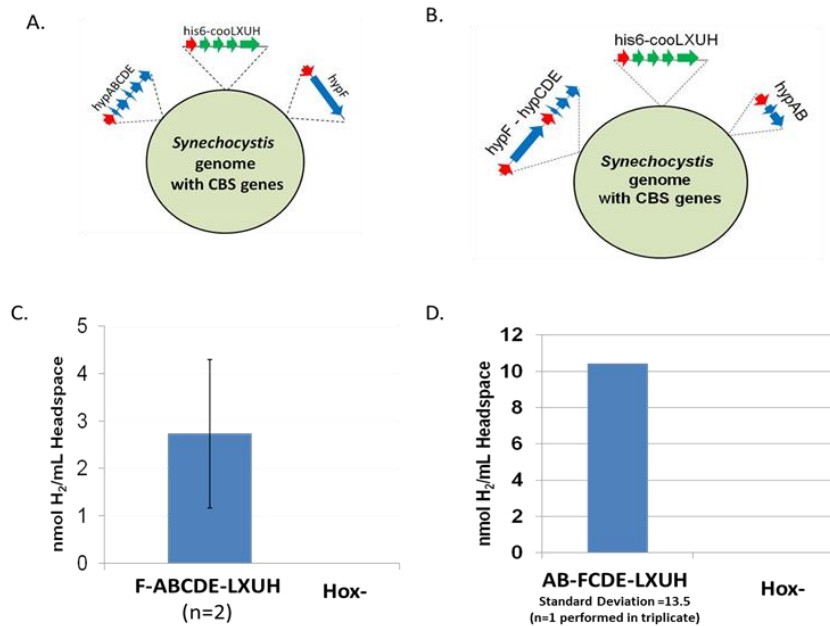 A.
his6-cooLXUH
hypABCDE
hypF
Synechocystis
genome
with CBS genes
B.
his6-cooLXUH
hypF - hypCDE
hypAB
Synechocystis
genome
with CBS genes
C.
nmol H₂/mL Headspace
5
4
3
2
1
0
F-ABCDE-LXUH
(n=2)
Hox-
D.
nmol H₂/mL Headspace
12
10
8
6
4
2
0
AB-FCDE-LXUH
Standard Deviation =13.5
(n=1 performed in triplicate)
Hox-